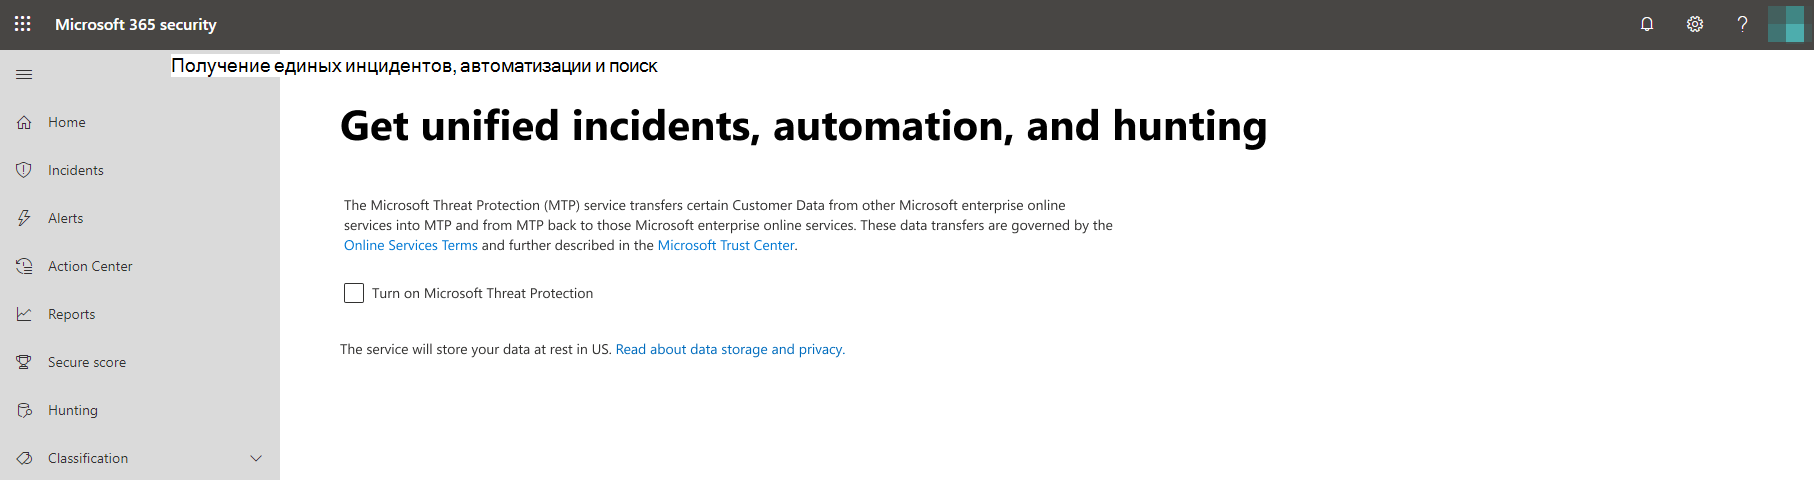 Microsoft 365 security
Получение единых инцидентов, автоматизации и поиск
Home
Incidents
Alerts
Action Center
Reports
Secure score
Hunting
Classification
Get unified incidents, automation, and hunting
The Microsoft Threat Protection (MTP) service transfers certain Customer Data from other Microsoft enterprise online
services into MTP and from MTP back to those Microsoft enterprise online services. These data transfers are governed by the
Online Services Terms and further described in the Microsoft Trust Center.
Turn on Microsoft Threat Protection
The service will store your data at rest in US. Read about data storage and privacy.